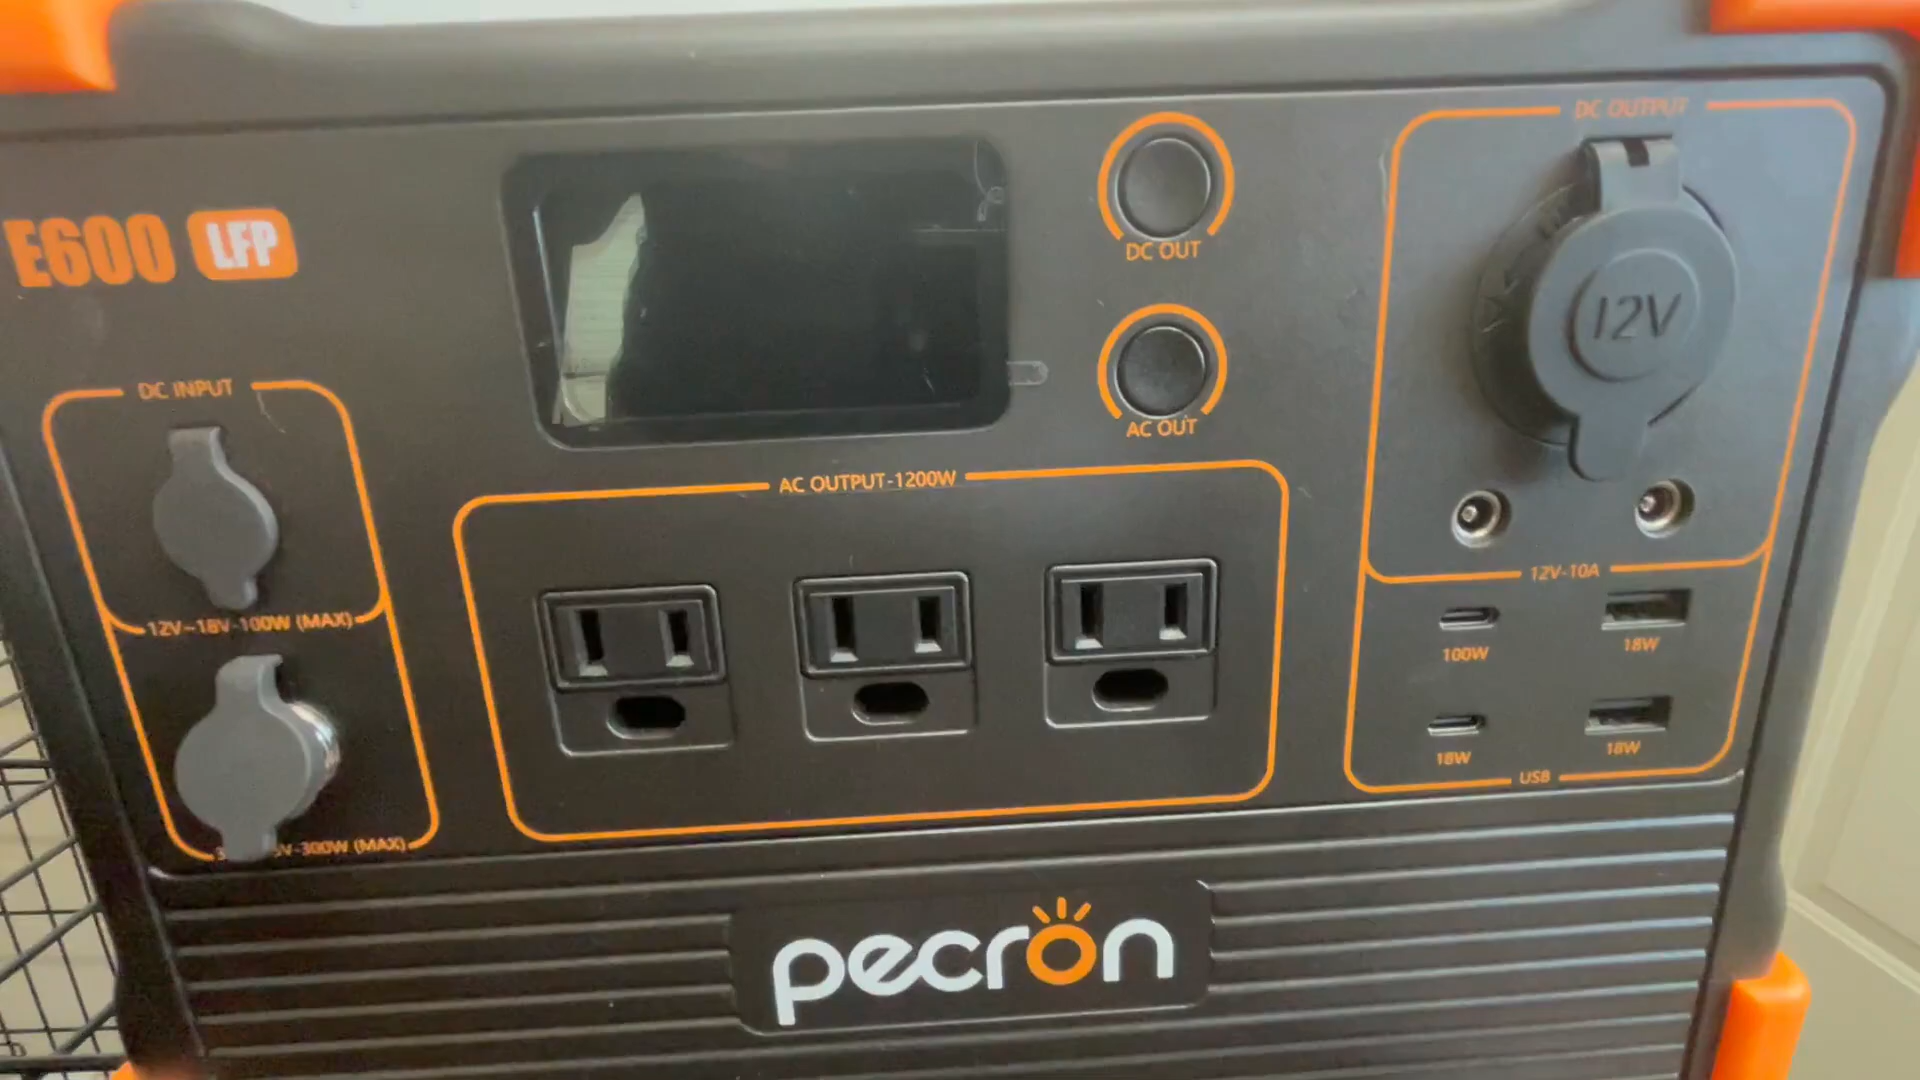 E600 LFP
DC INPUT
12V~18V-100W (MAX)
V-300W (MAX)
DC OUT
AC OUT
AC OUTPUT-1200W
DC OUTPUT
12V
12V-10A
100W
18W
18W
18W
USB
pecron